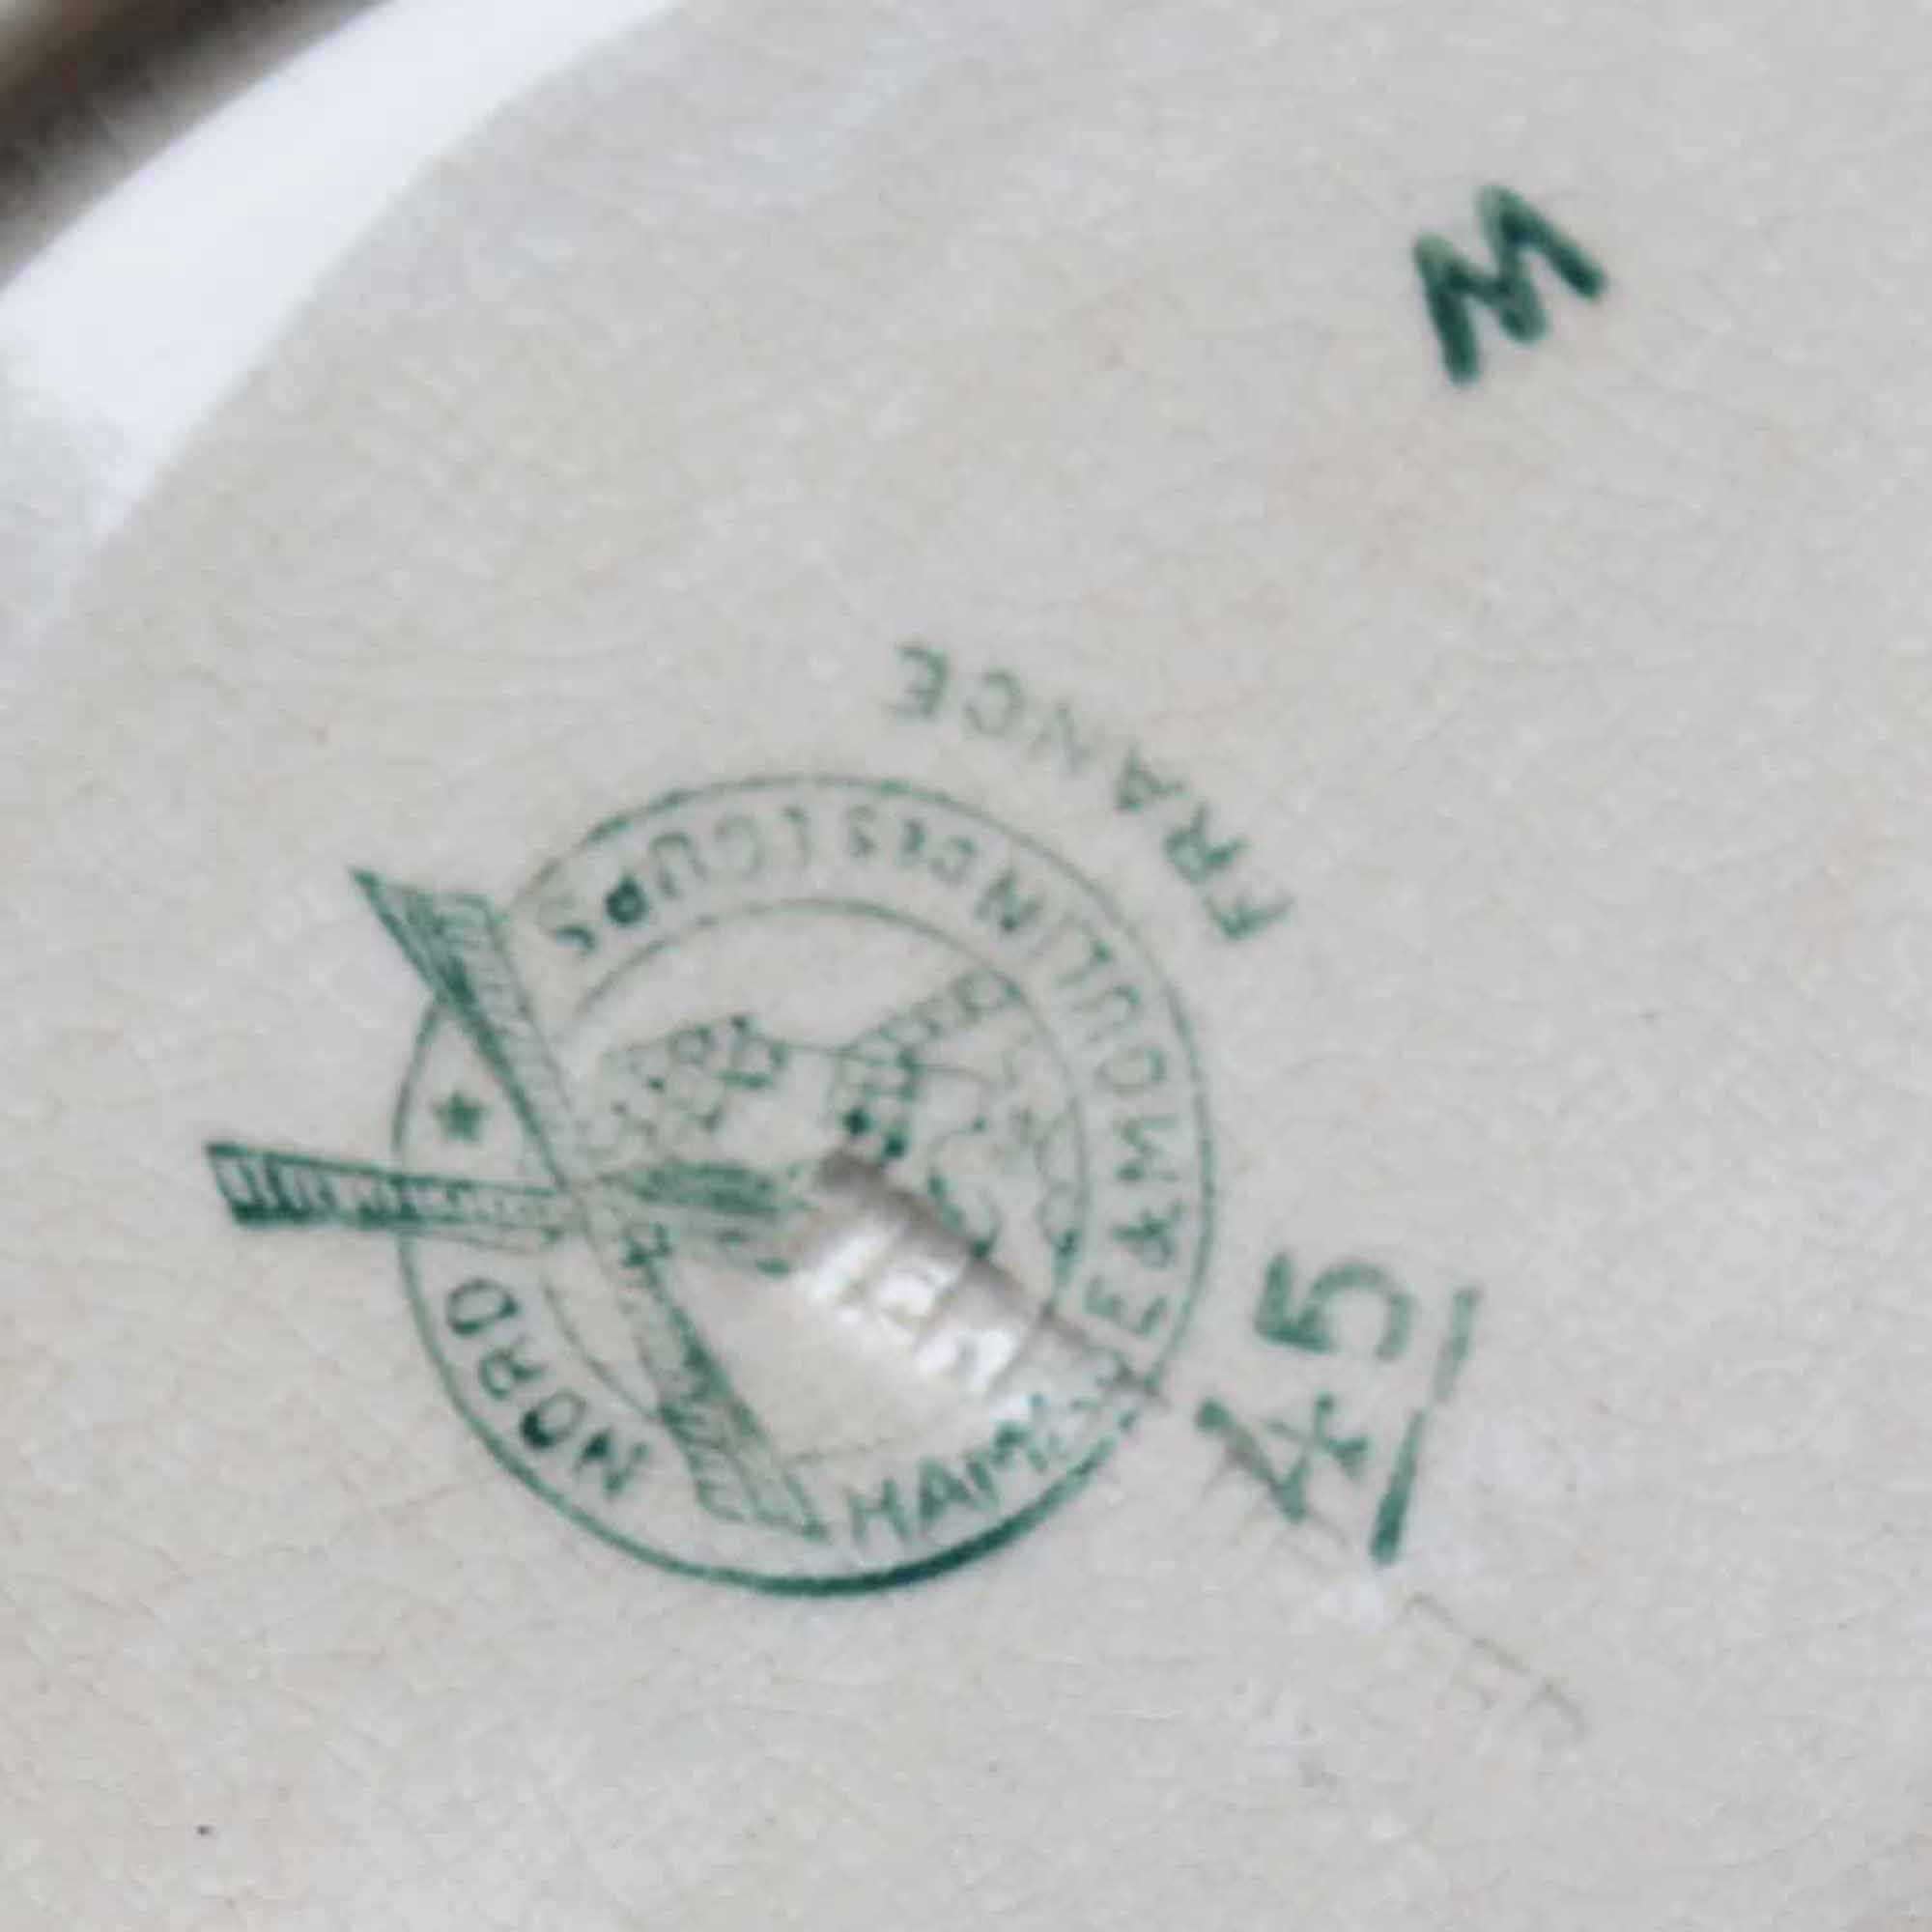 M
FRANCE
HAMAGE & MOULIN DES LOUPS
NORD
45